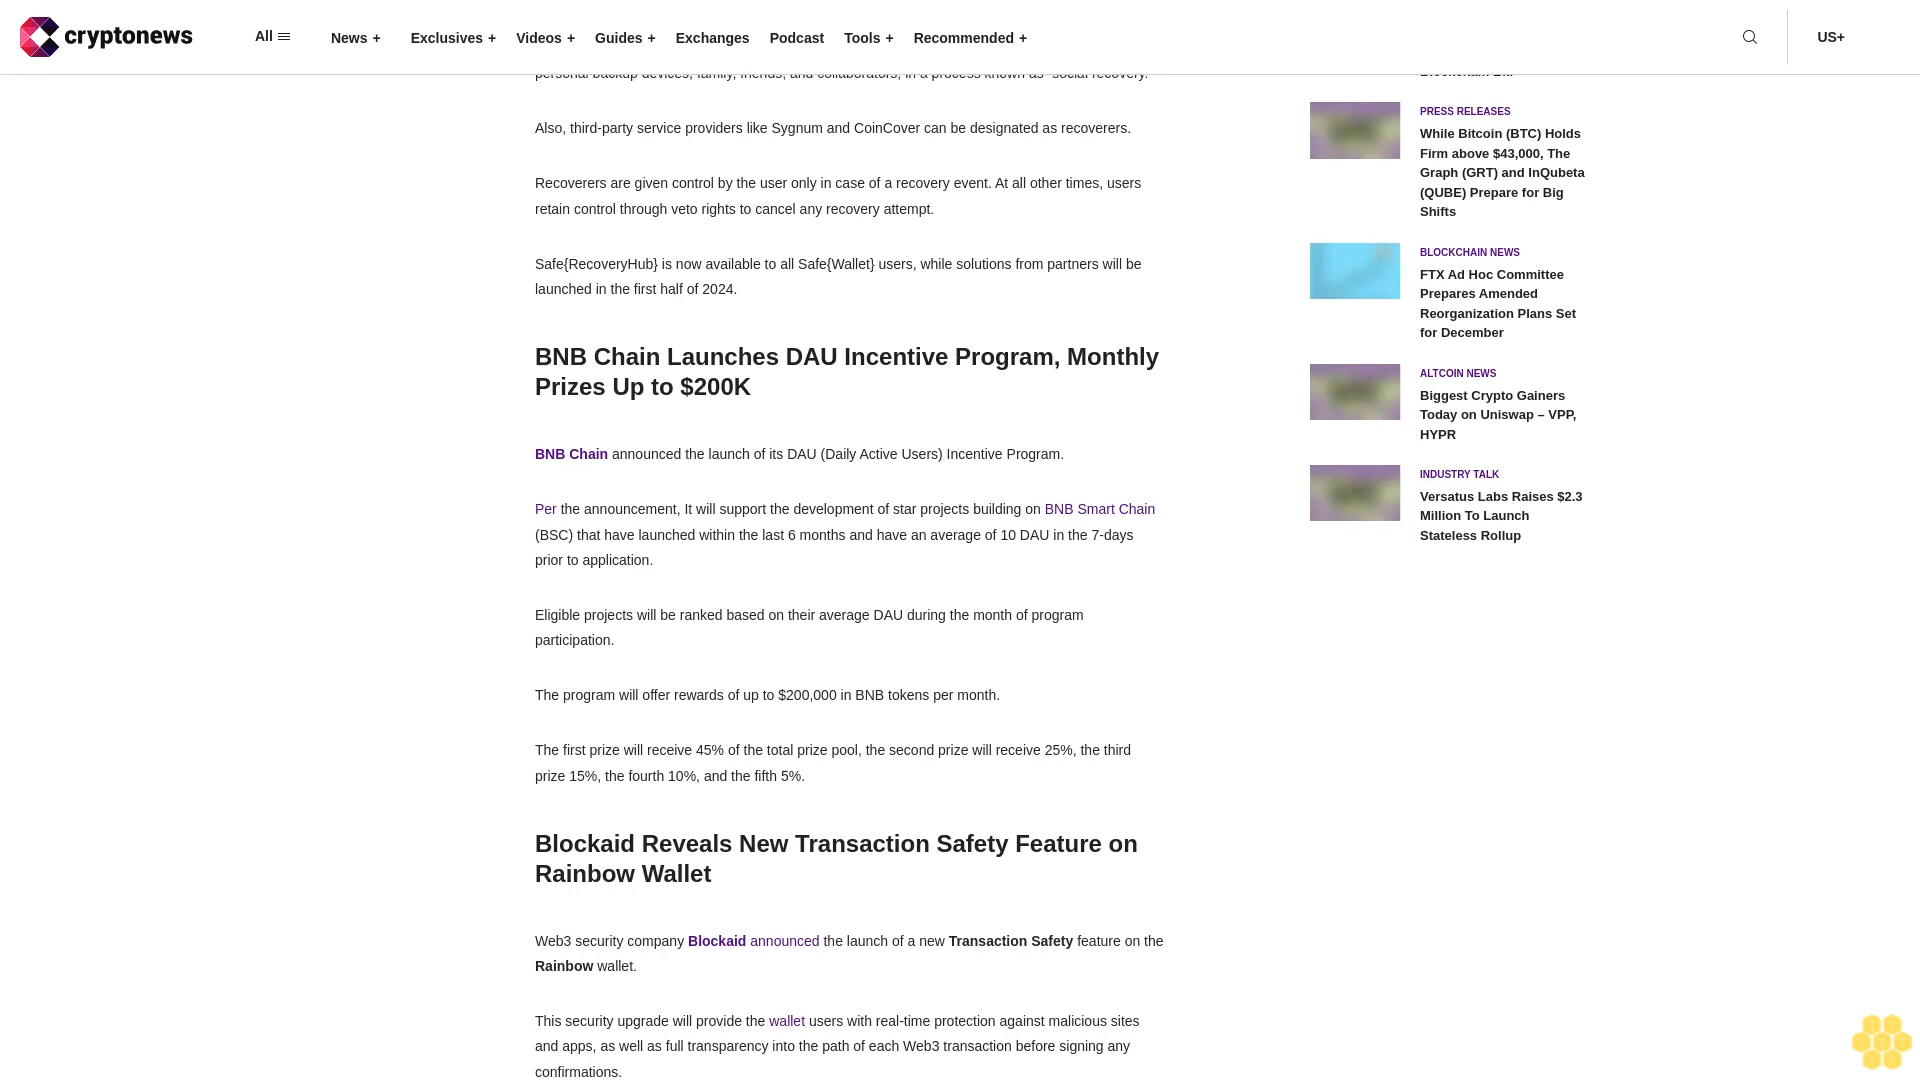 cryptonews
All
News +
Exclusives +
Videos +
Guides +
Exchanges
Podcast
Tools +
Recommended +
US+
personal backup devices, family, friends, and collaborators, in a process known as “social recovery.”
Also, third-party service providers like Sygnum and CoinCover can be designated as recoverers.
Recoverers are given control by the user only in case of a recovery event. At all other times, users
retain control through veto rights to cancel any recovery attempt.
Safe{RecoveryHub} is now available to all Safe{Wallet} users, while solutions from partners will be
launched in the first half of 2024.
BNB Chain Launches DAU Incentive Program, Monthly
Prizes Up to $200K
BNB Chain announced the launch of its DAU (Daily Active Users) Incentive Program.
Per the announcement, It will support the development of star projects building on BNB Smart Chain
(BSC) that have launched within the last 6 months and have an average of 10 DAU in the 7-days
prior to application.
Eligible projects will be ranked based on their average DAU during the month of program
participation.
The program will offer rewards of up to $200,000 in BNB tokens per month.
The first prize will receive 45% of the total prize pool, the second prize will receive 25%, the third
prize 15%, the fourth 10%, and the fifth 5%.
Blockaid Reveals New Transaction Safety Feature on
Rainbow Wallet
Web3 security company Blockaid announced the launch of a new Transaction Safety feature on the
Rainbow wallet.
This security upgrade will provide the wallet users with real-time protection against malicious sites
and apps, as well as full transparency into the path of each Web3 transaction before signing any
confirmations.
PRESS RELEASES
While Bitcoin (BTC) Holds
Firm above $43,000, The
Graph (GRT) and InQubeta
(QUBE) Prepare for Big
Shifts
BLOCKCHAIN NEWS
FTX Ad Hoc Committee
Prepares Amended
Reorganization Plans Set
for December
ALTCOIN NEWS
Biggest Crypto Gainers
Today on Uniswap – VPP,
HYPR
INDUSTRY TALK
Versatus Labs Raises $2.3
Million To Launch
Stateless Rollup